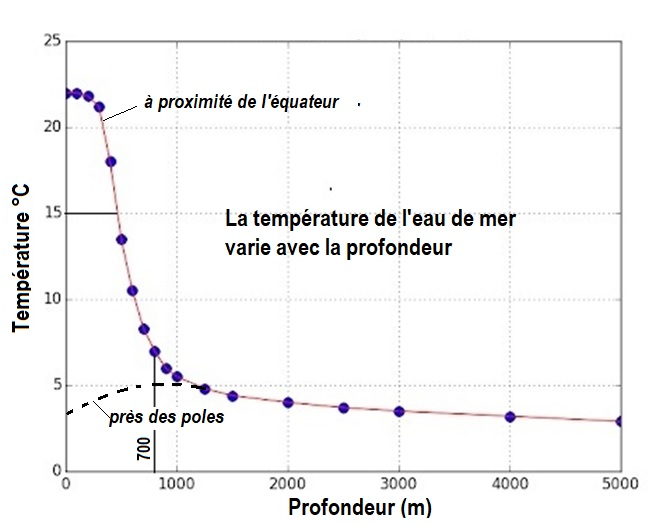 25
à proximité de l'équateur
20
15
La température de l'eau de mer
varie avec la profondeur
Température °C
10
5
près des poles
700
0
0 1000 2000 3000 4000 5000
Profondeur (m)